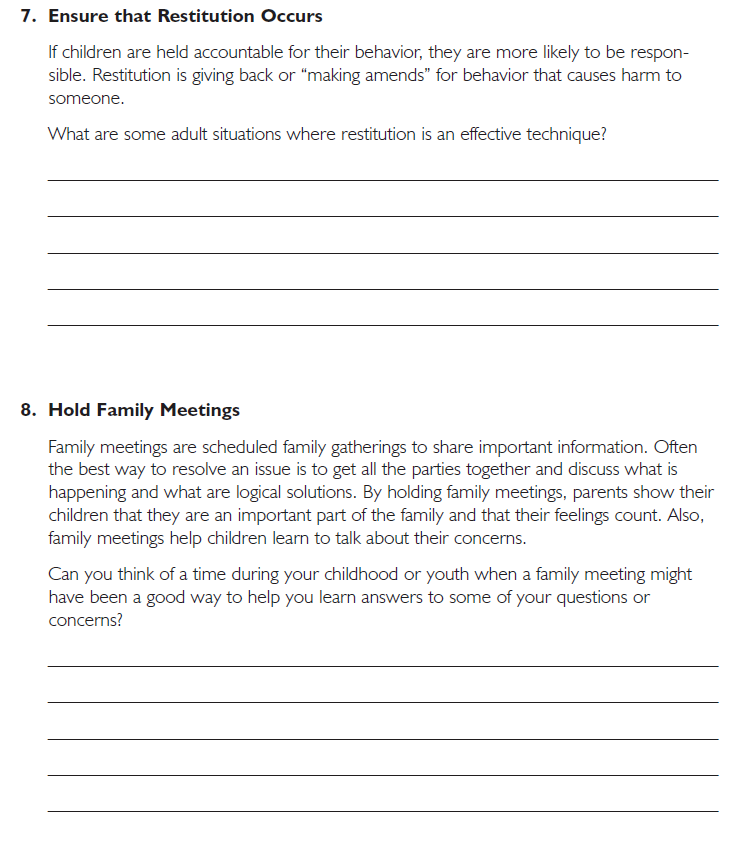 7. Ensure that Restitution Occurs
If children are held accountable for their behavior, they are more likely to be respon-
sible. Restitution is giving back or “making amends” for behavior that causes harm to
someone.
What are some adult situations where restitution is an effective technique?
8. Hold Family Meetings
Family meetings are scheduled family gatherings to share important information. Often
the best way to resolve an issue is to get all the parties together and discuss what is
happening and what are logical solutions. By holding family meetings, parents show their
children that they are an important part of the family and that their feelings count. Also,
family meetings help children learn to talk about their concerns.
Can you think of a time during your childhood or youth when a family meeting might
have been a good way to help you learn answers to some of your questions or
concerns?